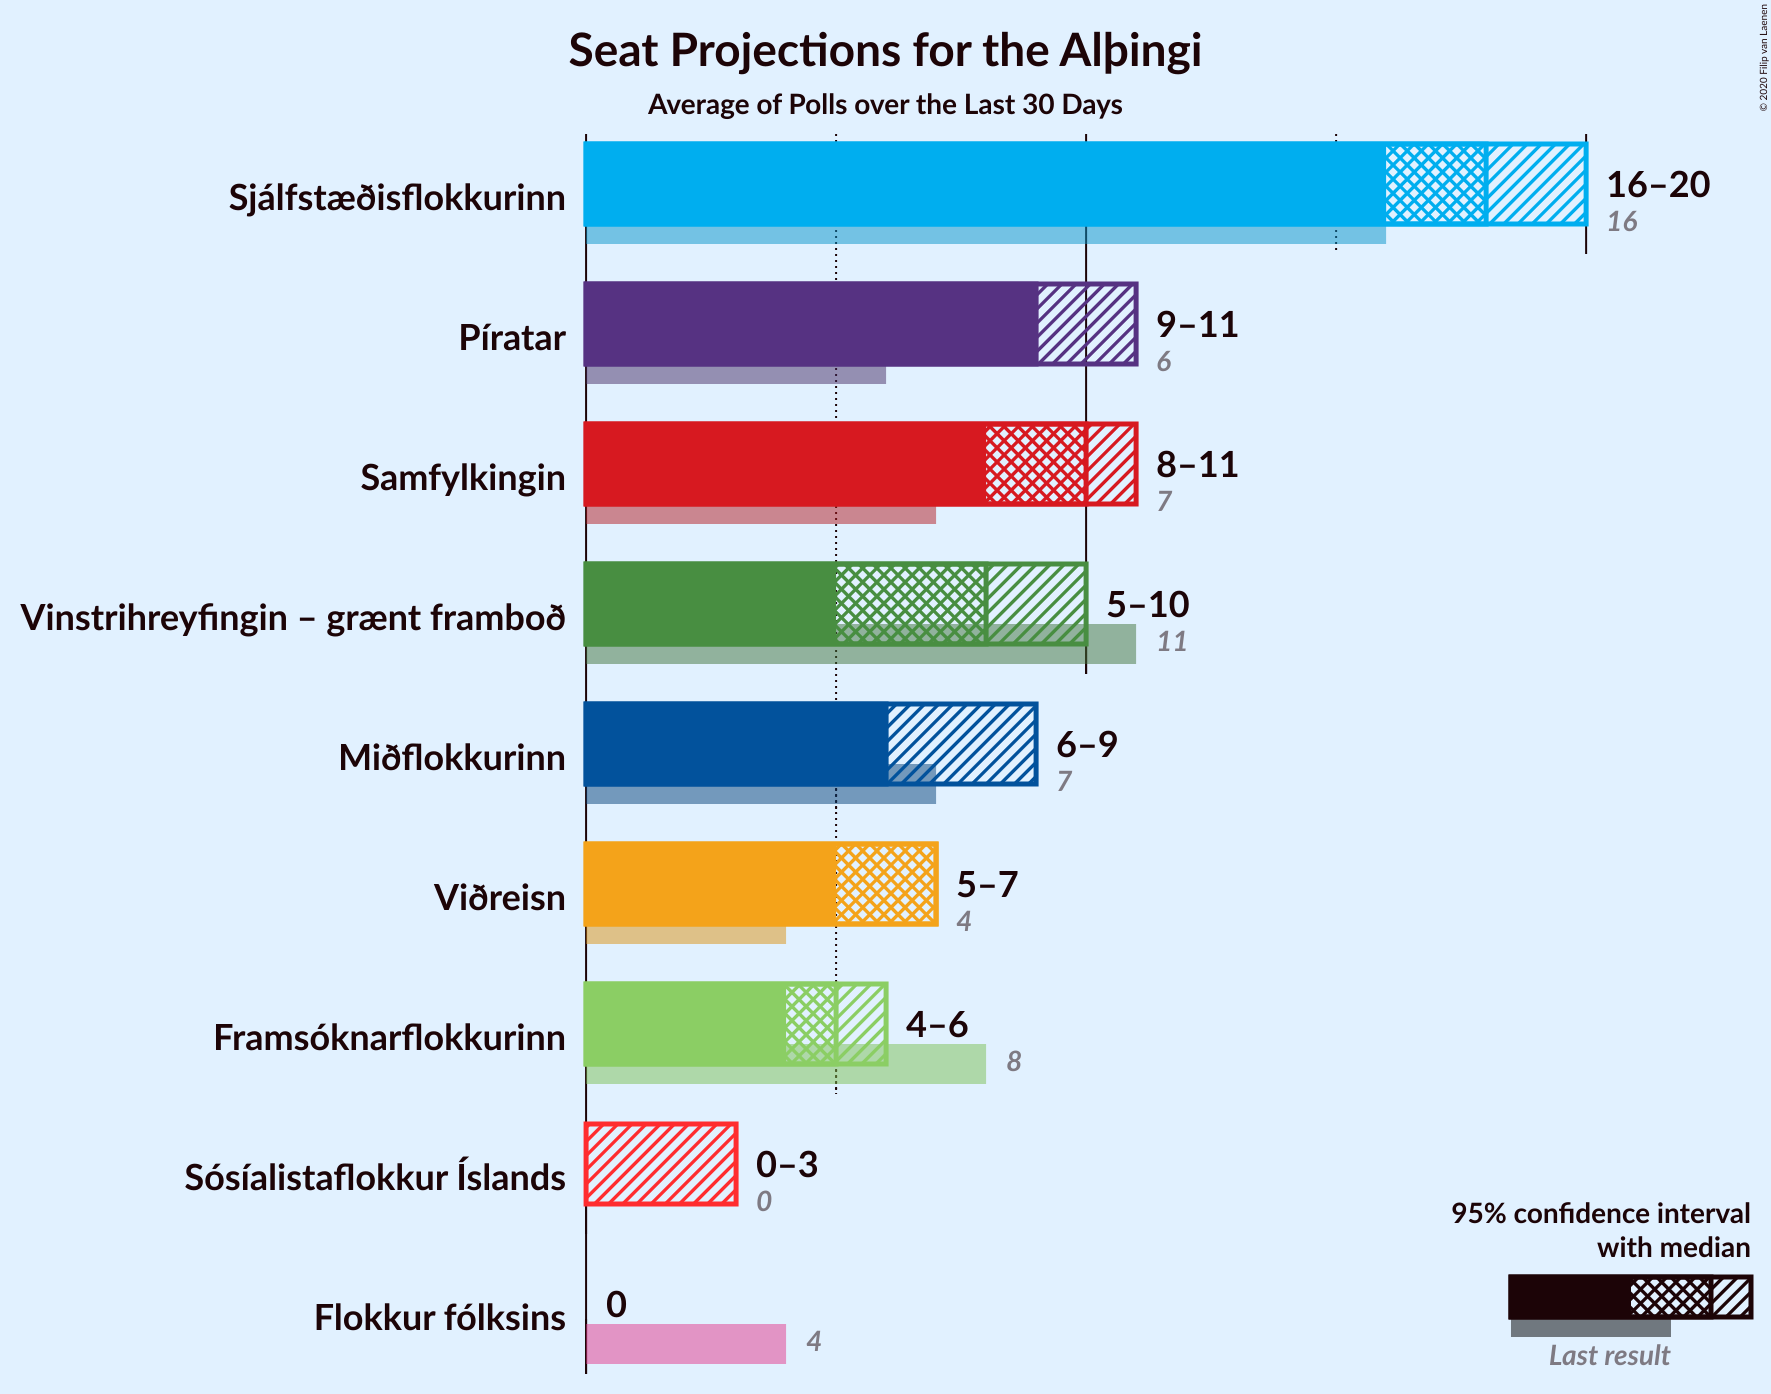 Seat Projections for the Alþingi
Average of Polls over the Last 30 Days
© 2020 Filip van Laenen
Sjálfstæðisflokkurinn
16–20
16
Píratar
9–11
6
Samfylkingin
8–11
7
Vinstrihreyfingin – grænt framboð
5–10
11
Miðflokkurinn
6–9
7
Viðreisn
5–7
4
Framsóknarflokkurinn
4–6
8
Sósíalistaflokkur Íslands
0–3
0
Flokkur fólksins
0
4
95% confidence interval
with median
Last result